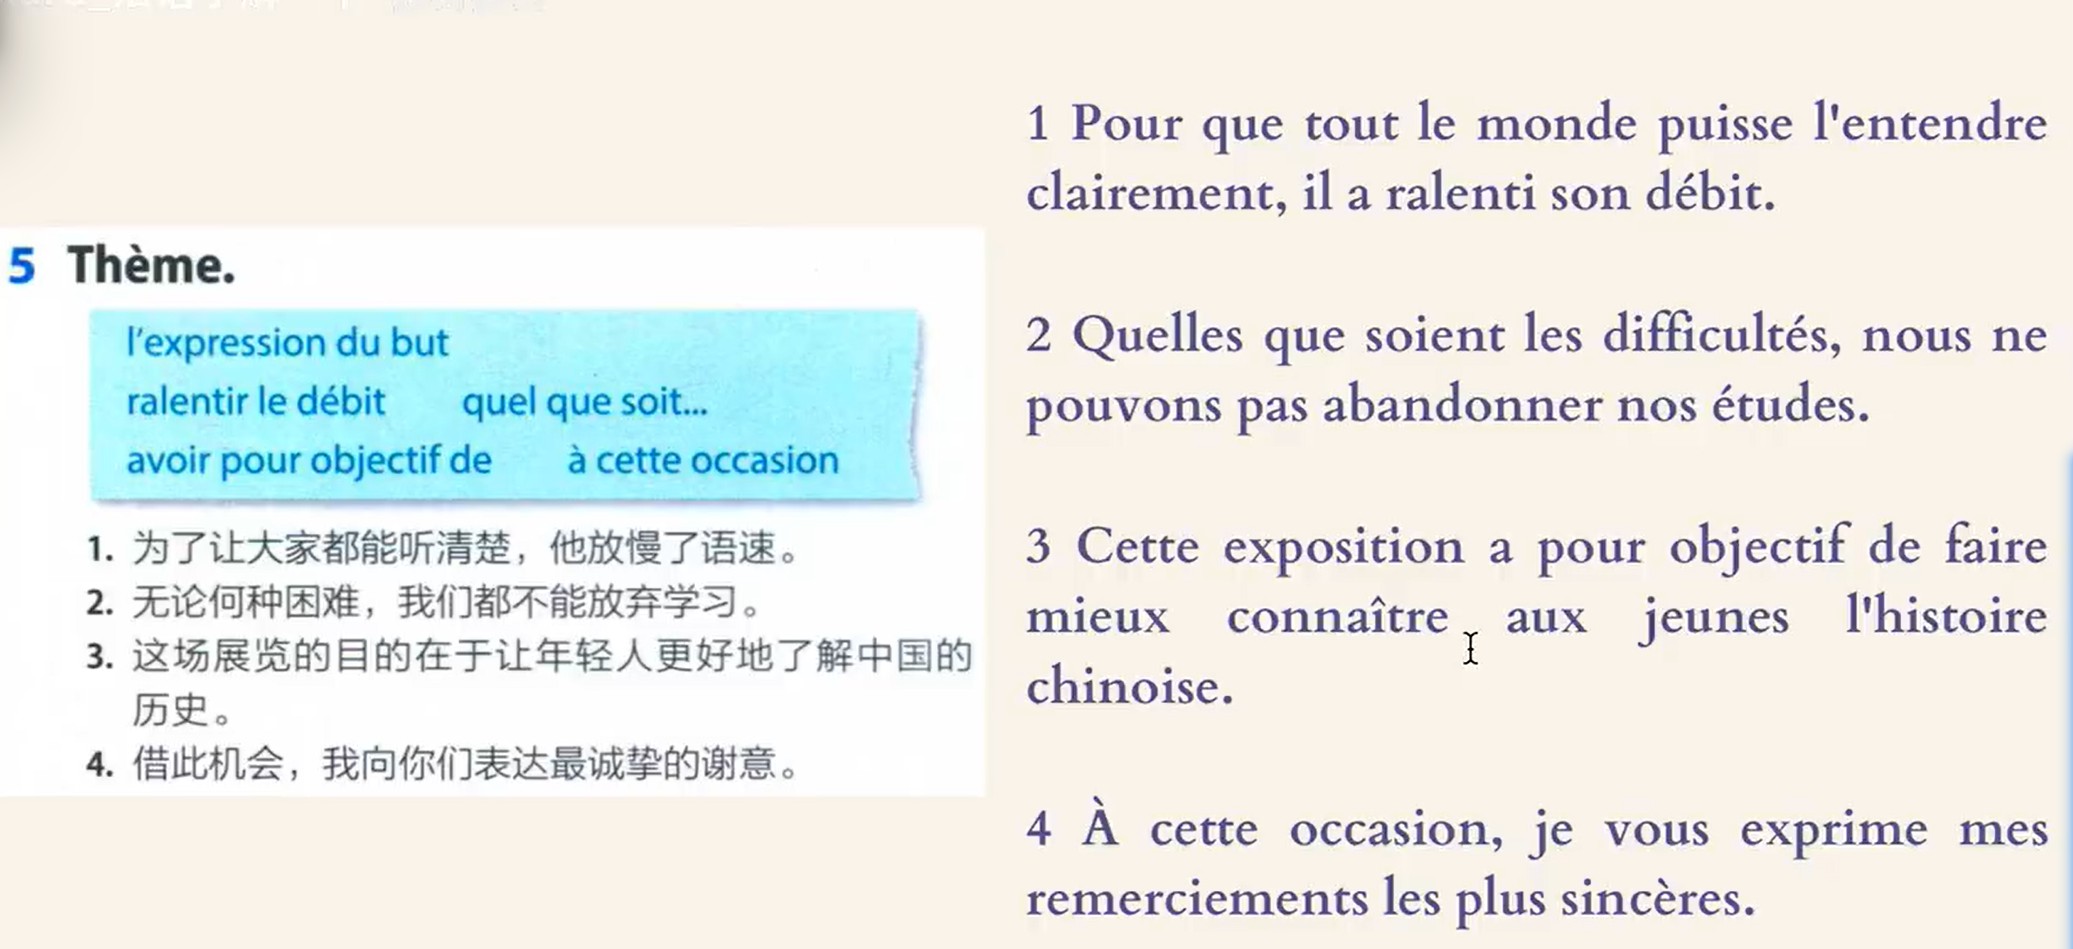 5 Thème.
l'expression du but
ralentir le débit quel que soit...
avoir pour objectif de à cette occasion
1. 为了让大家都能听清楚，他放慢了语速。
2. 无论何种困难，我们都不能放弃学习。
3. 这场展览的目的在于让年轻人更好地了解中国的
历史。
4. 借此机会，我向你们表达最诚挚的谢意。
1 Pour que tout le monde puisse l'entendre
clairement, il a ralenti son débit.
2 Quelles que soient les difficultés, nous ne
pouvons pas abandonner nos études.
3 Cette exposition a pour objectif de faire
mieux connaître aux jeunes l'histoire
chinoise.
4 À cette occasion, je vous exprime mes
remerciements les plus sincères.